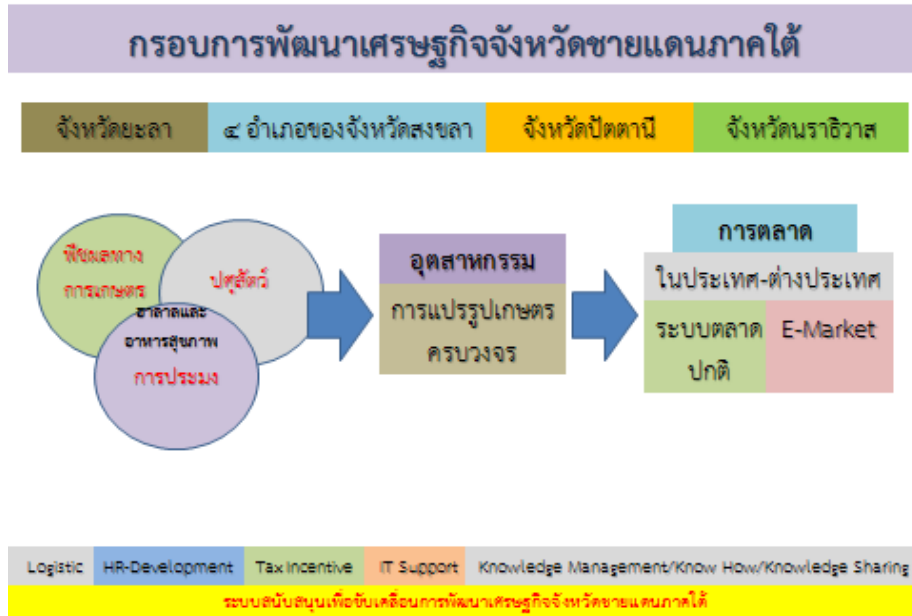 กรอบการพัฒนาเศรษฐกิจจังหวัดชายแดนภาคใต้
จังหวัดยะลา
๔ อำเภอของจังหวัดสงขลา
จังหวัดปัตตานี
จังหวัดนราธิวาส
พืชผลทาง
การเกษตร
ปศุสัตว์
ฮาลาลและ
อาหารสุขภาพ
การประมง
อุตสาหกรรม
การแปรรูปเกษตร
ครบวงจร
การตลาด
ในประเทศ-ต่างประเทศ
ระบบตลาด
ปกติ
E-Market
Logistic
HR-Development
Tax Incentive
IT Support
Knowledge Management/Know How/Knowledge Sharing
ระบบสนับสนุนเพื่อขับเคลื่อนการพัฒนาเศรษฐกิจจังหวัดชายแดนภาคใต้